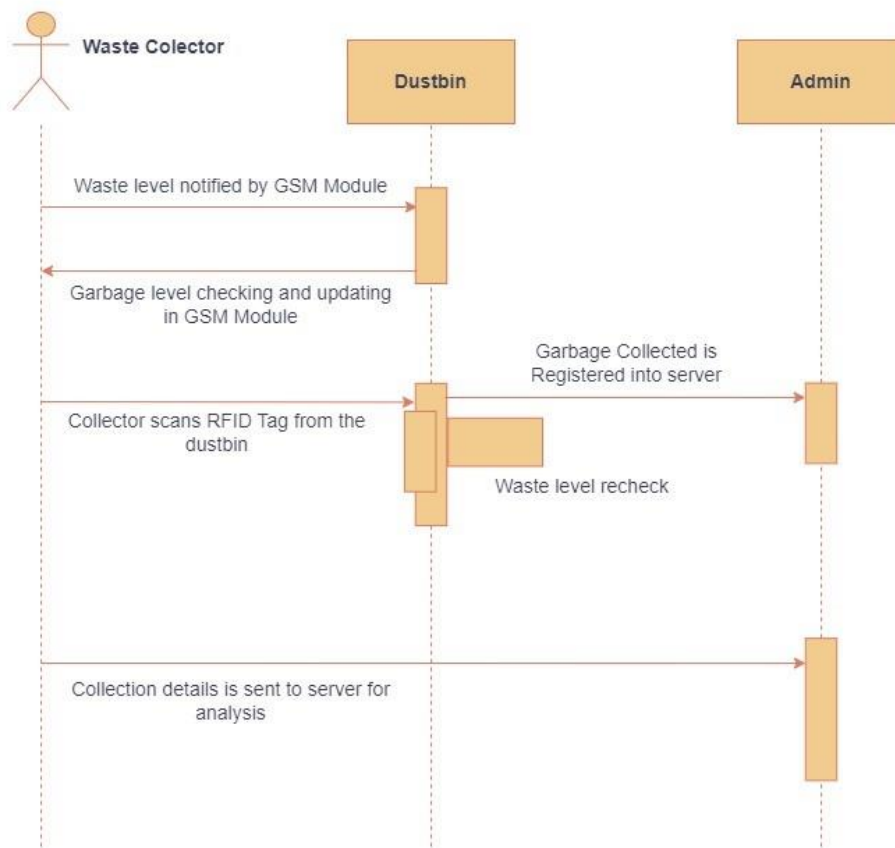 Waste Colector
Dustbin
Admin
Waste level notified by GSM Module
Garbage level checking and updating
in GSM Module
Garbage Collected is
Registered into server
Collector scans RFID Tag from the
dustbin
Waste level recheck
Collection details is sent to server for
analysis